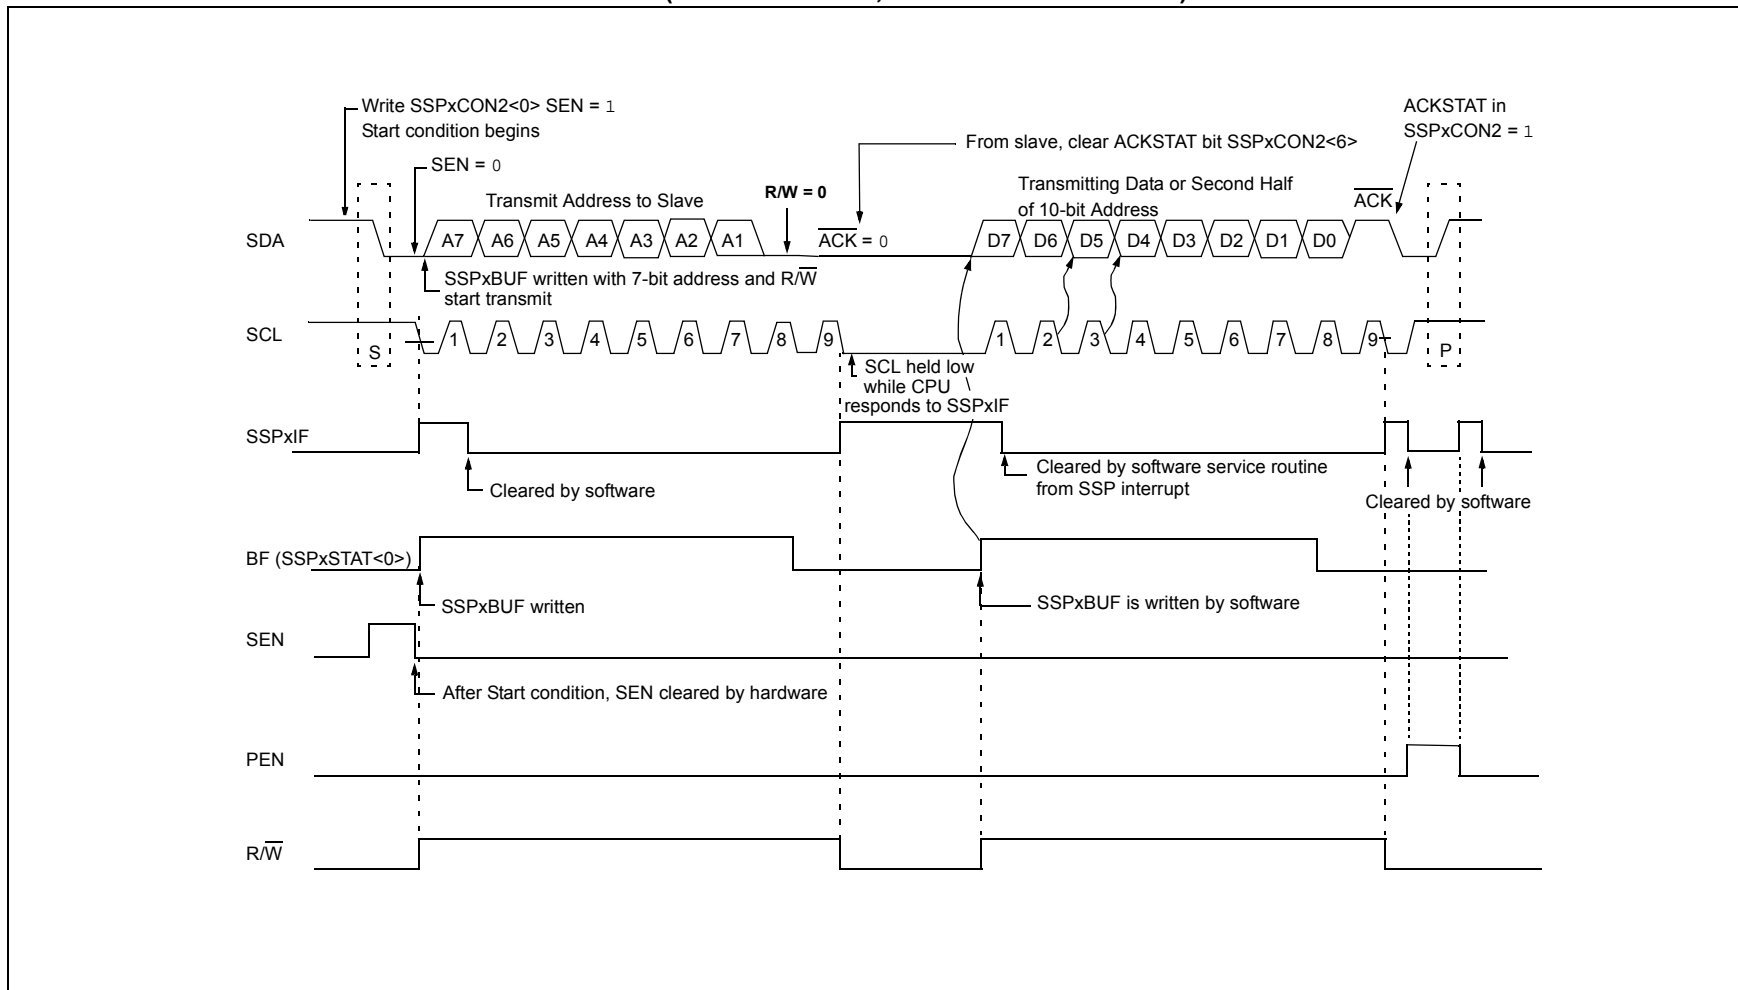 Write SSPxCON2<0> SEN = 1
Start condition begins
SEN = 0
Transmit Address to Slave
R/W = 0
From slave, clear ACKSTAT bit SSPxCON2<6>
ACKSTAT in
SSPxCON2 = 1
Transmitting Data or Second Half
of 10-bit Address
ACK
SDA
A7 A6 A5 A4 A3 A2 A1
ACK = 0
D7 D6 D5 D4 D3 D2 D1 D0
SSPxBUF written with 7-bit address and R/W
start transmit
SCL
S
1 2 3 4 5 6 7 8 9
1 2 3 4 5 6 7 8 9
P
SCL held low
while CPU
responds to SSPxIF
SSPxIF
Cleared by software
Cleared by software service routine
from SSP interrupt
Cleared by software
BF (SSPxSTAT<0>)
SSPxBUF written
SSPxBUF is written by software
SEN
After Start condition, SEN cleared by hardware
PEN
R/W